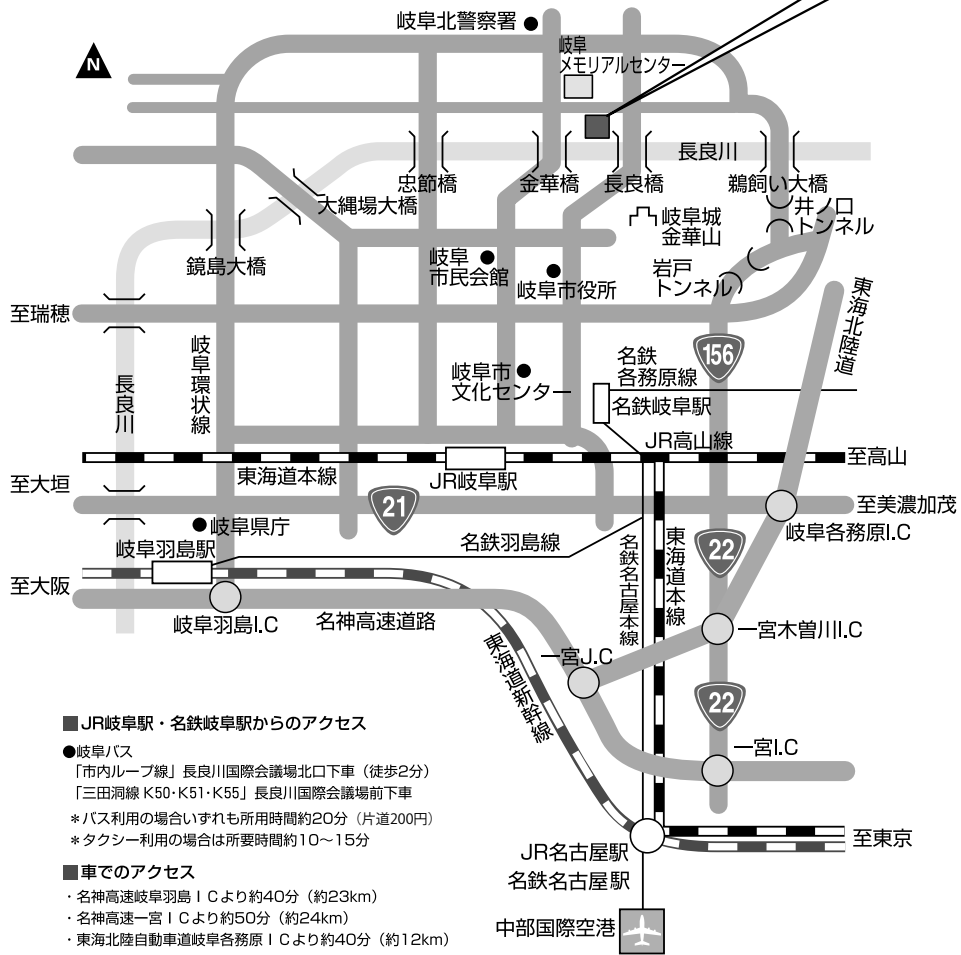 岐阜北警察署
N
岐阜
メモリアルセンター
長良川
忠節橋
金華橋
長良橋
鵜飼い大橋
大縄場大橋
井ノ口
トンネル
岐阜城
金華山
鏡島大橋
岐阜
市民会館
岐阜市役所
岩戸
トンネル
至瑞穂
東海北陸道
岐阜環状線
名鉄
各務原線
156
長良川
岐阜市
文化センター
名鉄岐阜駅
JR高山線
至高山
東海道本線
JR岐阜駅
至大垣
21
至美濃加茂
岐阜県庁
岐阜各務原I.C
岐阜羽島駅
名鉄羽島線
名鉄名古屋本線
東海道本線
22
至大阪
岐阜羽島I.C
名神高速道路
一宮木曽川I.C
一宮J.C
東海道新幹線
22
一宮I.C
■JR岐阜駅・名鉄岐阜駅からのアクセス
●岐阜バス
「市内ループ線」長良川国際会議場北口下車（徒歩2分）
「三田洞線 K50・K51・K55」長良川国際会議場前下車
＊バス利用の場合いずれも所用時間約20分（片道200円）
＊タクシー利用の場合は所要時間約10〜15分
至東京
JR名古屋駅
名鉄名古屋駅
■車でのアクセス
・名神高速岐阜羽島ＩＣより約40分（約23km）
・名神高速一宮ＩＣより約50分（約24km）
・東海北陸自動車道岐阜各務原ＩＣより約40分（約12km）
中部国際空港